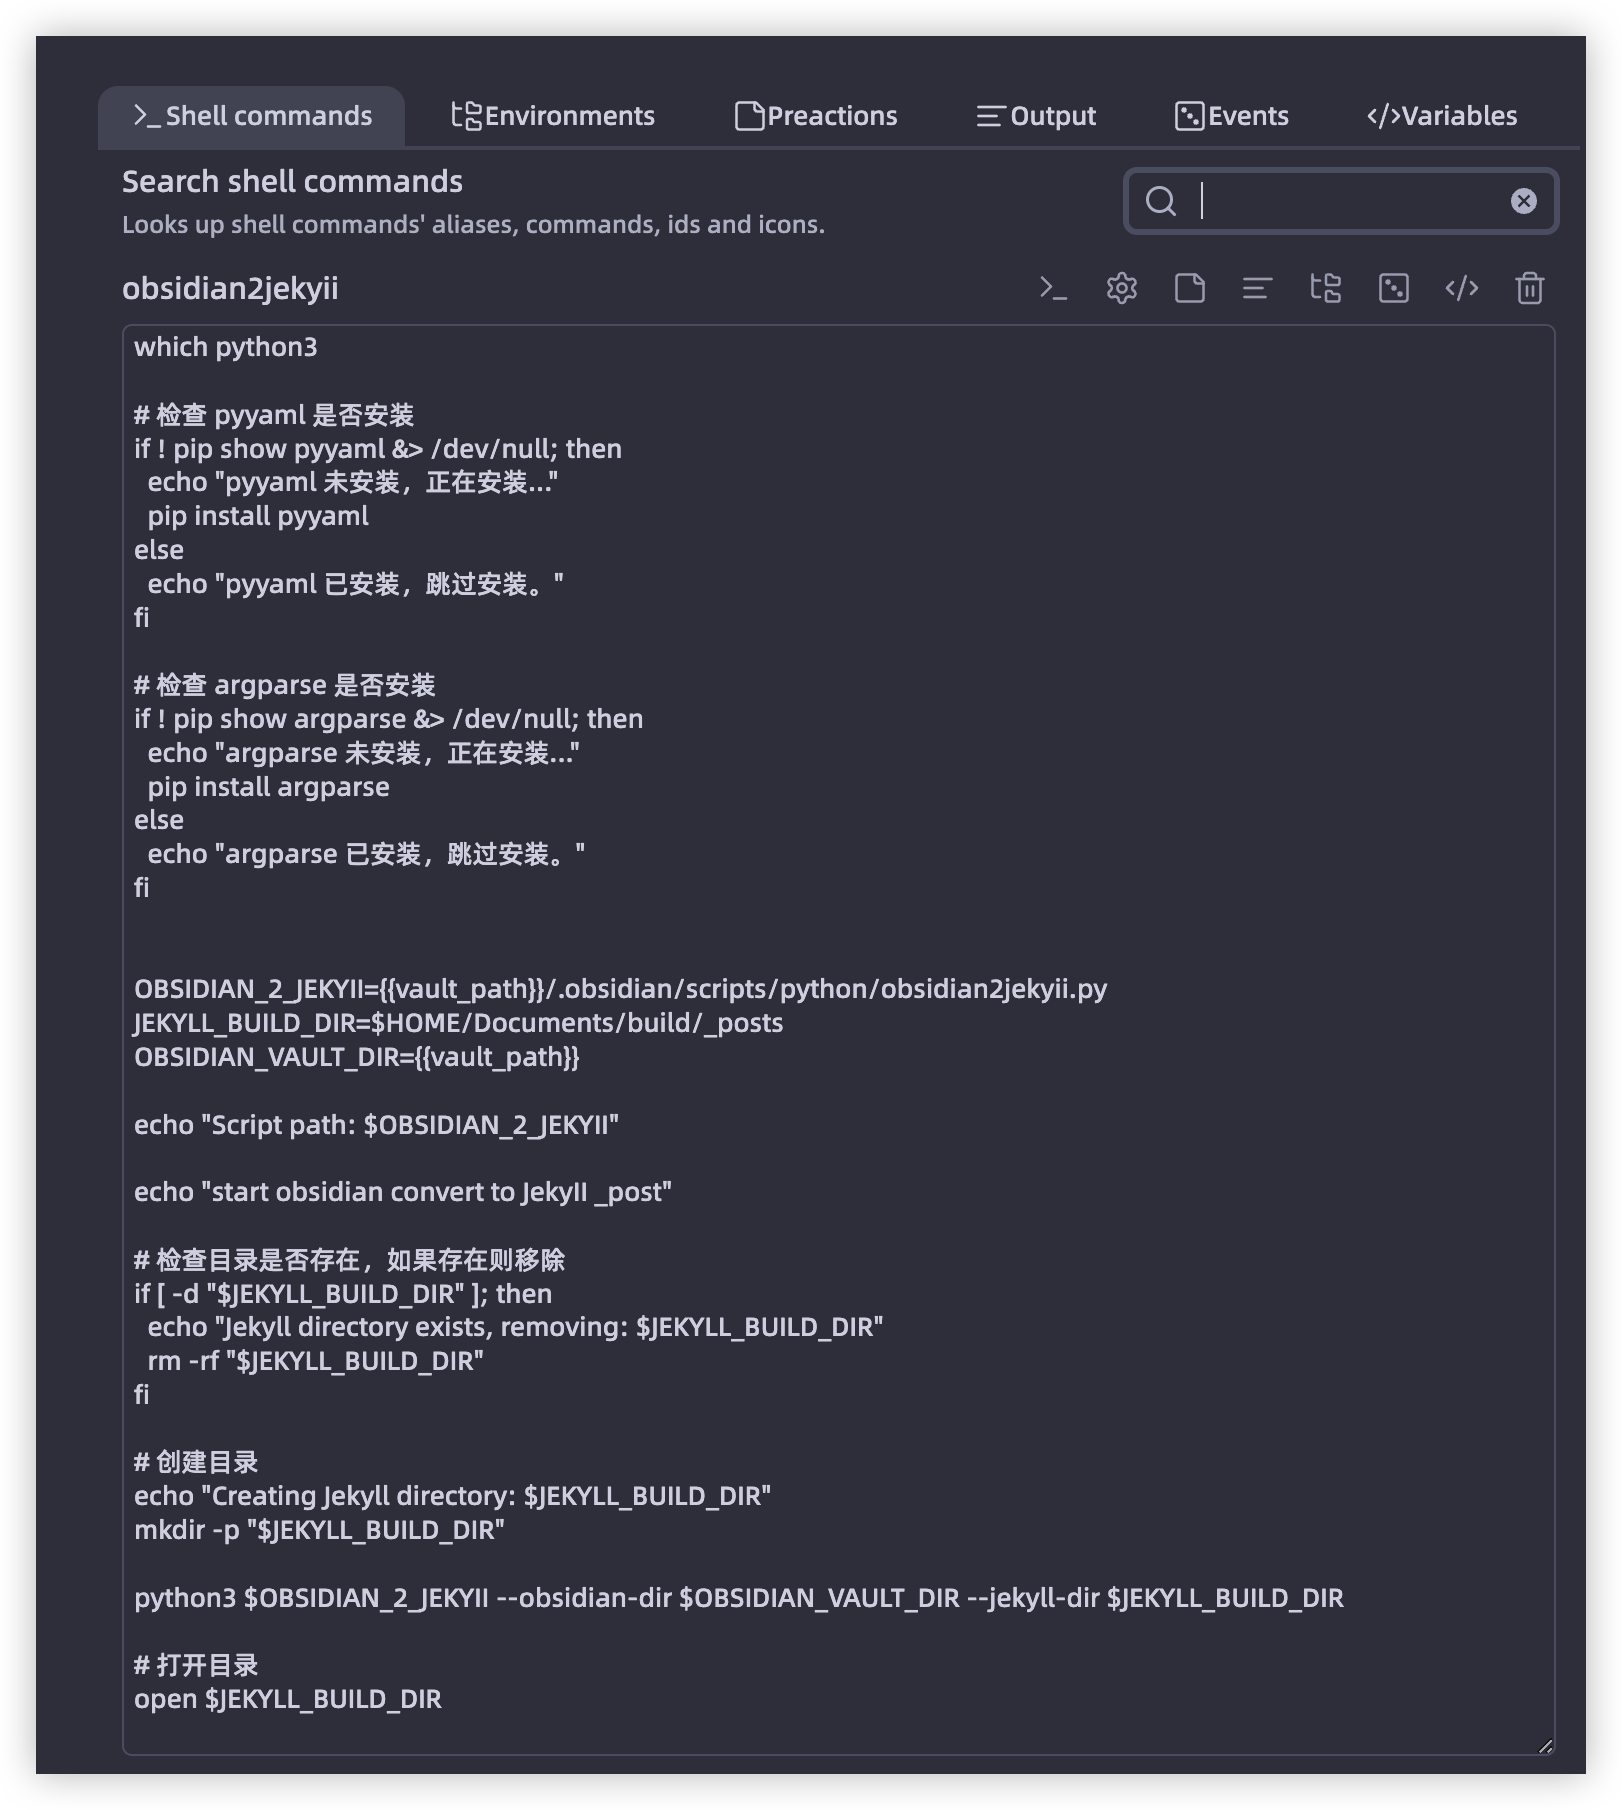 Shell commands Environments Preactions Output Events Variables
Search shell commands
Looks up shell commands' aliases, commands, ids and icons.
obsidian2jekyii
which python3
# 检查 pyyaml 是否安装
if ! pip show pyyaml &> /dev/null; then
  echo "pyyaml 未安装，正在安装..."
  pip install pyyaml
else
  echo "pyyaml 已安装，跳过安装。"
fi
# 检查 argparse 是否安装
if ! pip show argparse &> /dev/null; then
  echo "argparse 未安装，正在安装..."
  pip install argparse
else
  echo "argparse 已安装，跳过安装。"
fi
OBSIDIAN_2_JEKYII={{vault_path}}/.obsidian/scripts/python/obsidian2jekyii.py
JEKYLL_BUILD_DIR=$HOME/Documents/build/_posts
OBSIDIAN_VAULT_DIR={{vault_path}}
echo "Script path: $OBSIDIAN_2_JEKYII"
echo "start obsidian convert to JekyII _post"
# 检查目录是否存在，如果存在则移除
if [ -d "$JEKYLL_BUILD_DIR" ]; then
  echo "Jekyll directory exists, removing: $JEKYLL_BUILD_DIR"
  rm -rf "$JEKYLL_BUILD_DIR"
fi
# 创建目录
echo "Creating Jekyll directory: $JEKYLL_BUILD_DIR"
mkdir -p "$JEKYLL_BUILD_DIR"
python3 $OBSIDIAN_2_JEKYII --obsidian-dir $OBSIDIAN_VAULT_DIR --jekyll-dir $JEKYLL_BUILD_DIR
# 打开目录
open $JEKYLL_BUILD_DIR